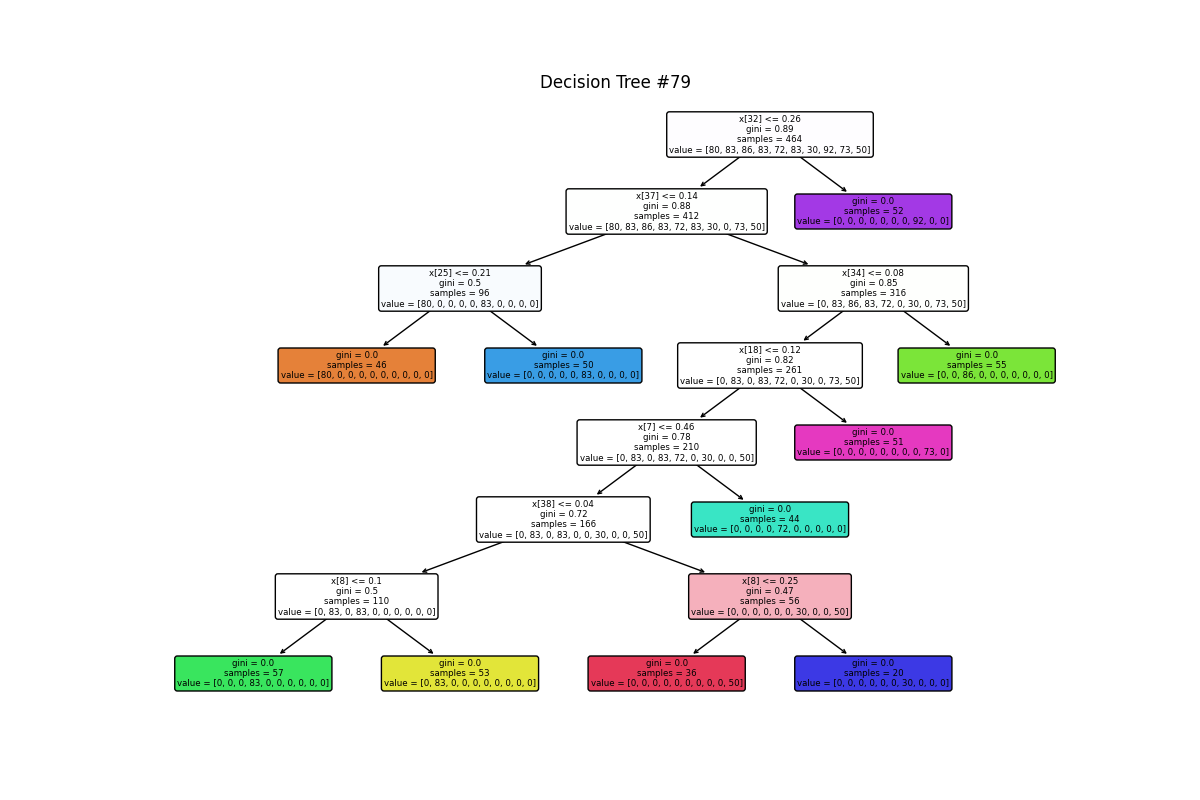 Decision Tree #79
x[32] <= 0.26
gini = 0.89
samples = 464
value = [80, 83, 86, 83, 72, 83, 30, 92, 73, 50]
x[37] <= 0.14
gini = 0.88
samples = 412
value = [80, 83, 86, 83, 72, 83, 30, 0, 73, 50]
gini = 0.0
samples = 52
value = [0, 0, 0, 0, 0, 0, 0, 92, 0, 0]
x[25] <= 0.21
gini = 0.5
samples = 96
value = [80, 0, 0, 0, 0, 83, 0, 0, 0, 0]
x[34] <= 0.08
gini = 0.85
samples = 316
value = [0, 83, 86, 83, 72, 0, 30, 0, 73, 50]
gini = 0.0
samples = 46
value = [80, 0, 0, 0, 0, 0, 0, 0, 0, 0]
gini = 0.0
samples = 50
value = [0, 0, 0, 0, 0, 83, 0, 0, 0, 0]
x[18] <= 0.12
gini = 0.82
samples = 261
value = [0, 83, 0, 83, 72, 0, 30, 0, 73, 50]
gini = 0.0
samples = 55
value = [0, 0, 86, 0, 0, 0, 0, 0, 0, 0]
x[7] <= 0.46
gini = 0.78
samples = 210
value = [0, 83, 0, 83, 72, 0, 30, 0, 0, 50]
gini = 0.0
samples = 51
value = [0, 0, 0, 0, 0, 0, 0, 0, 73, 0]
x[38] <= 0.04
gini = 0.72
samples = 166
value = [0, 83, 0, 83, 0, 0, 30, 0, 0, 50]
gini = 0.0
samples = 44
value = [0, 0, 0, 0, 72, 0, 0, 0, 0, 0]
x[8] <= 0.1
gini = 0.5
samples = 110
value = [0, 83, 0, 83, 0, 0, 0, 0, 0, 0]
x[8] <= 0.25
gini = 0.47
samples = 56
value = [0, 0, 0, 0, 0, 0, 30, 0, 0, 50]
gini = 0.0
samples = 57
value = [0, 0, 0, 83, 0, 0, 0, 0, 0, 0]
gini = 0.0
samples = 53
value = [0, 83, 0, 0, 0, 0, 0, 0, 0, 0]
gini = 0.0
samples = 36
value = [0, 0, 0, 0, 0, 0, 0, 0, 0, 50]
gini = 0.0
samples = 20
value = [0, 0, 0, 0, 0, 0, 30, 0, 0, 0]